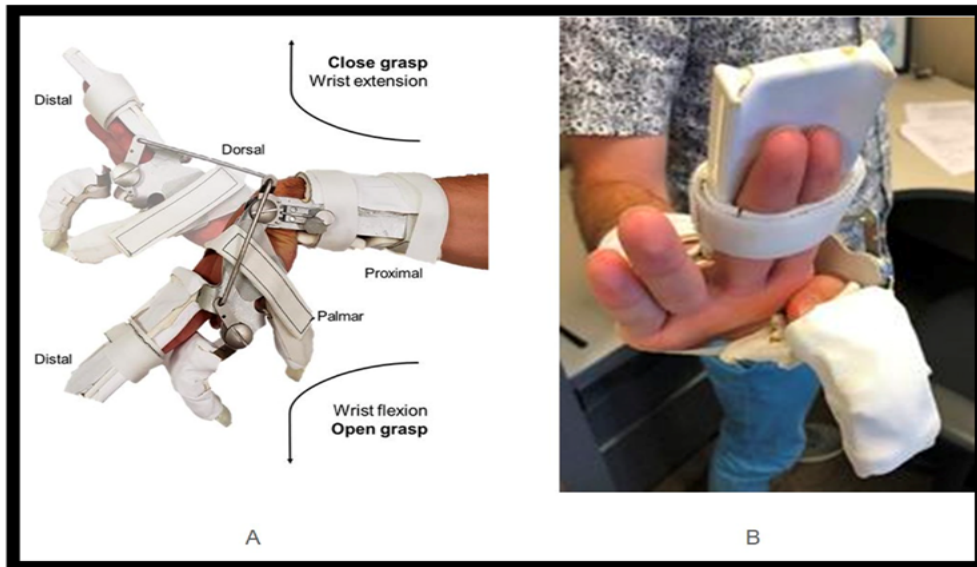 Close grasp
Wrist extension
Distal
Dorsal
Proximal
Palmar
Distal
Wrist flexion
Open grasp
A
B